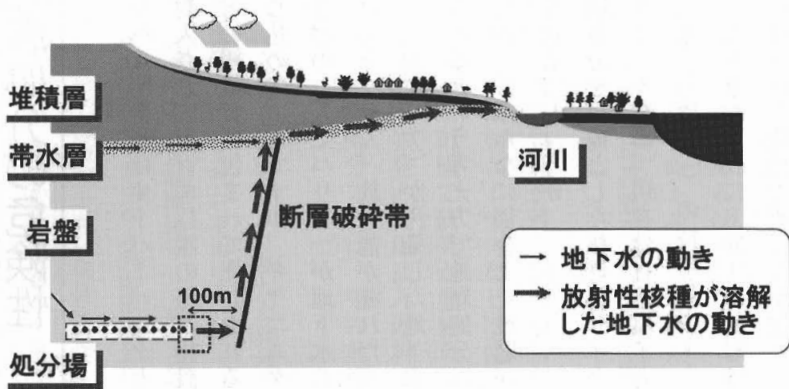 堆積層
帯水層
河川
断層破砕帯
岩盤
地下水の動き
100m
放射性核種が溶解
した地下水の動き
処分場